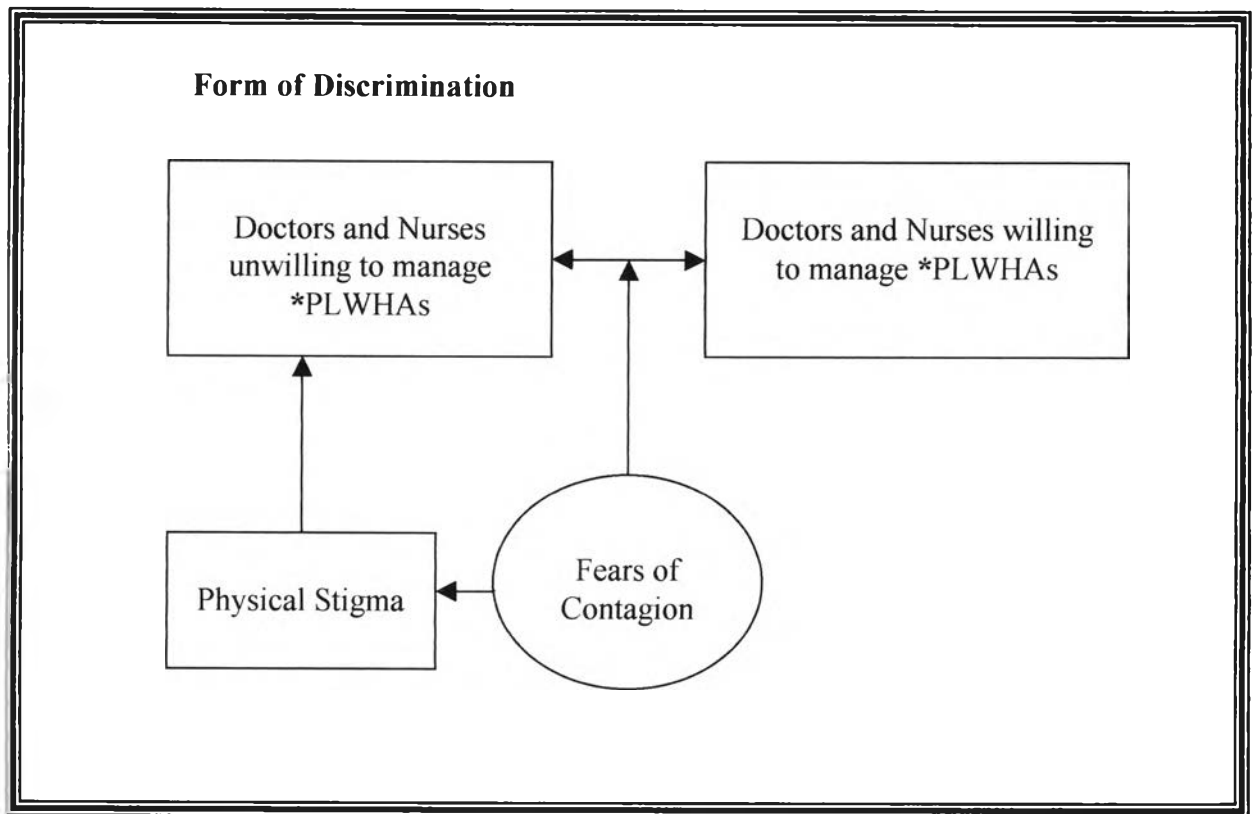 Form of Discrimination
Doctors and Nurses
unwilling to manage
*PLWHAs
Doctors and Nurses willing
to manage *PLWHAs
Physical Stigma
Fears of
Contagion